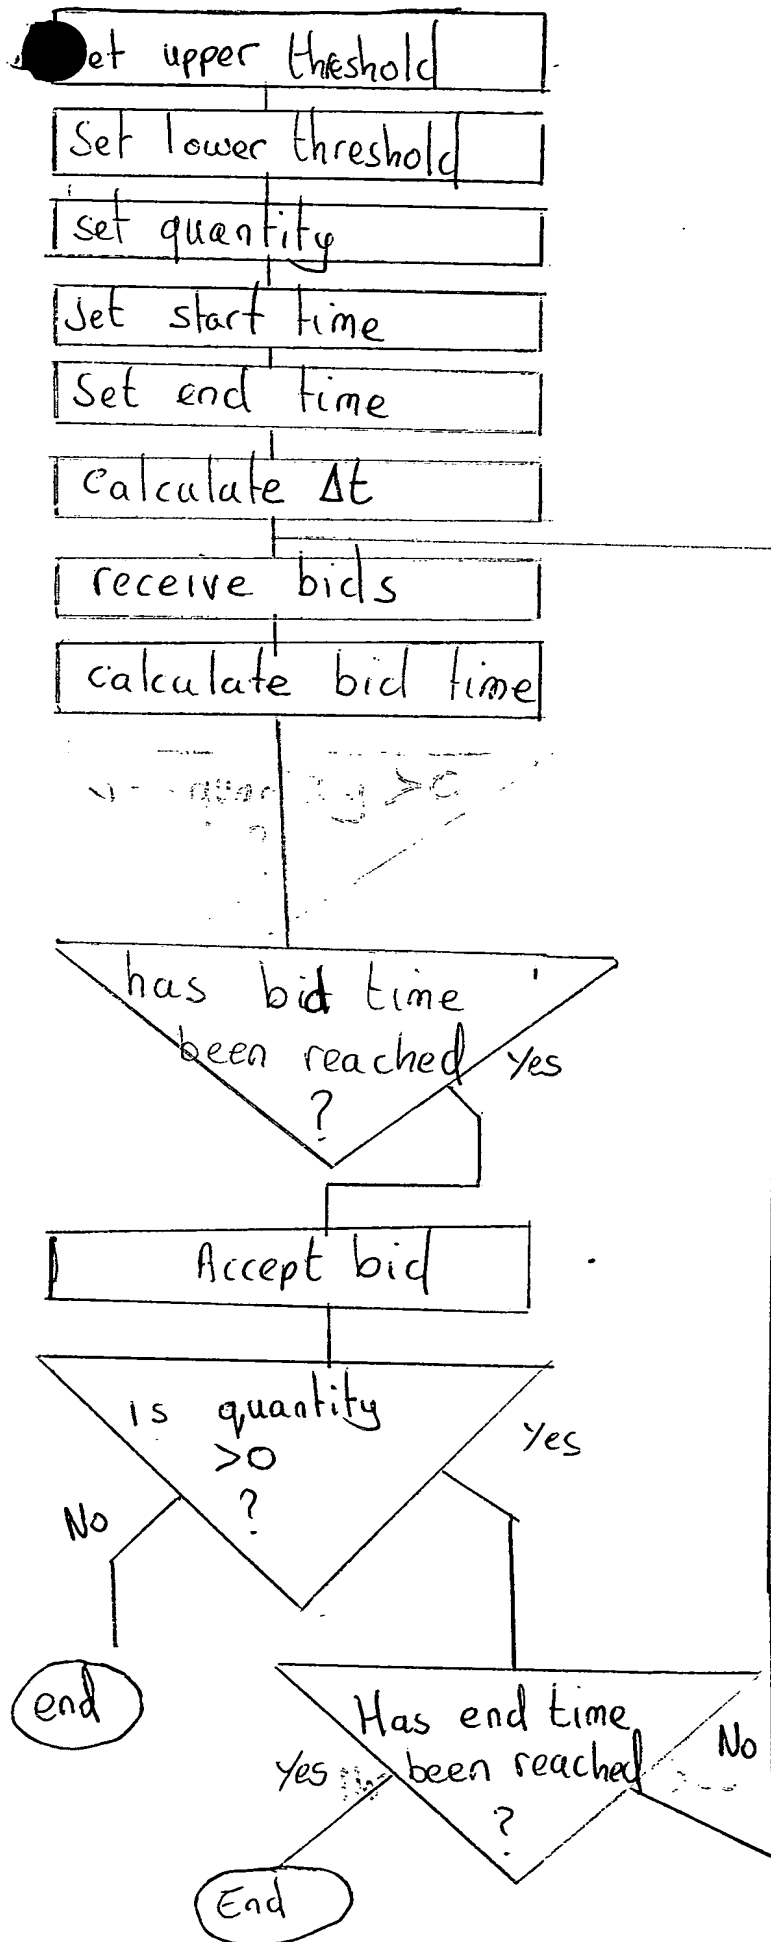 et upper threshold
Set lower threshold
set quantity
set start time
Set end time
calculate Δt
receive bids
calculate bid time
quantity >0
?
has bid time
been reached
?
Yes
Accept bid
is quantity
>0
?
Yes
No
end
Has end time
been reached
?
No
Yes
End